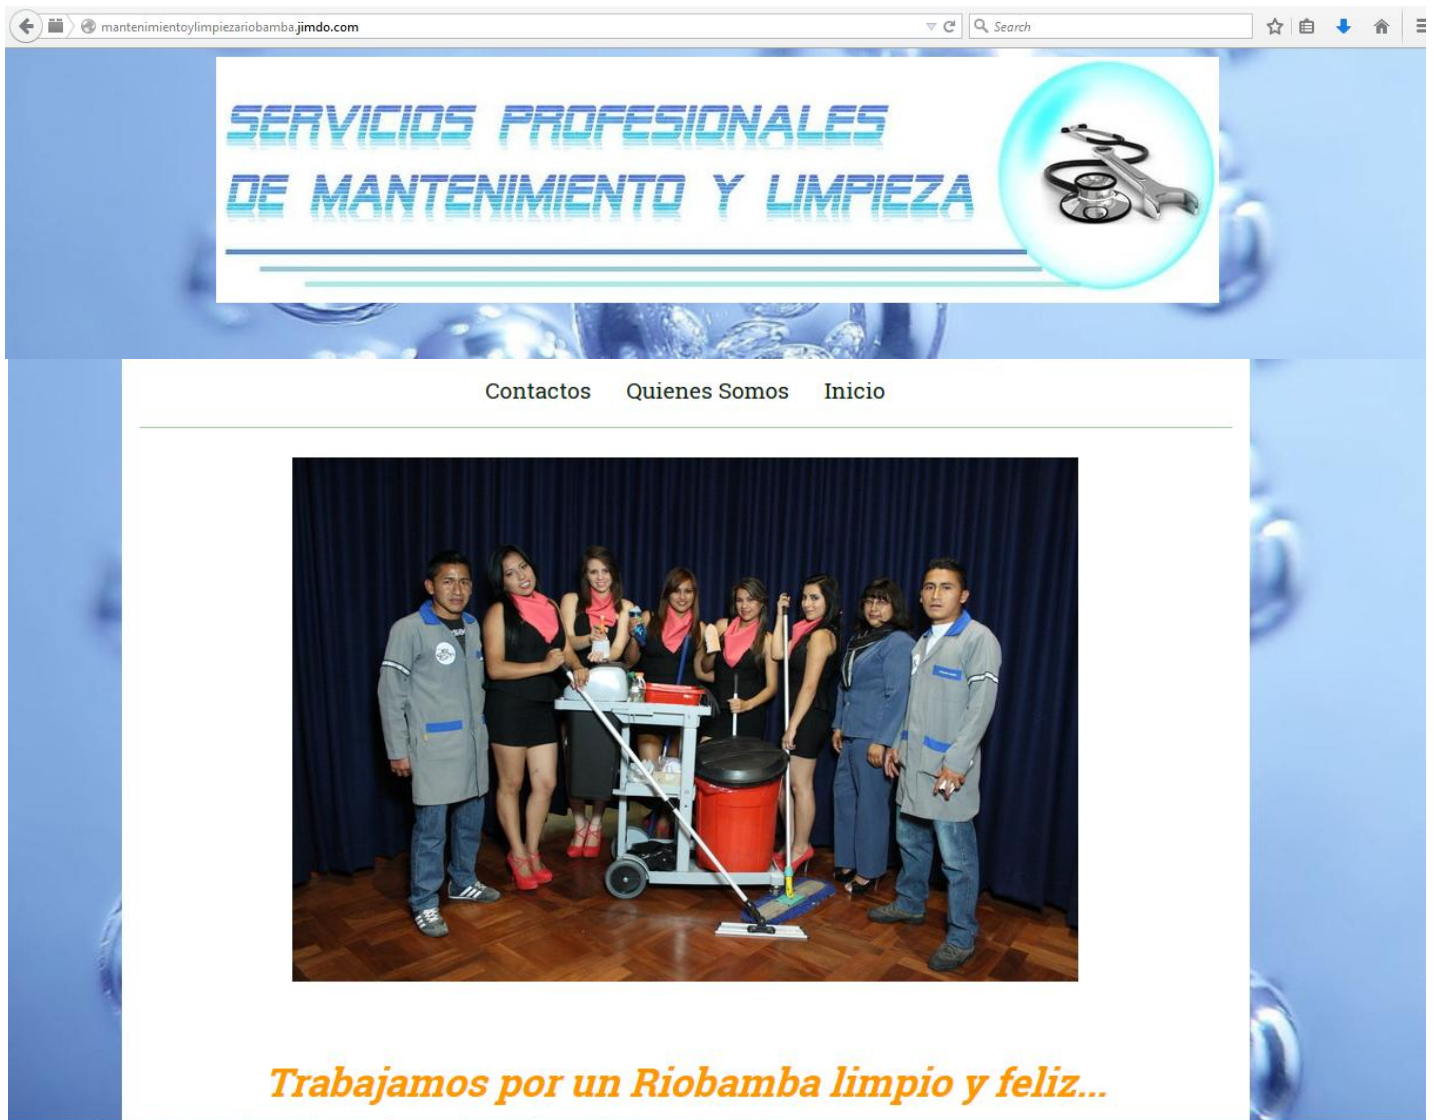 mantenimientoylimpiezariobamba.jimdo.com
Search
SERVICIOS PROFESIONALES
DE MANTENIMIENTO Y LIMPIEZA
Contactos Quienes Somos Inicio
Trabajamos por un Riobamba limpio y feliz...